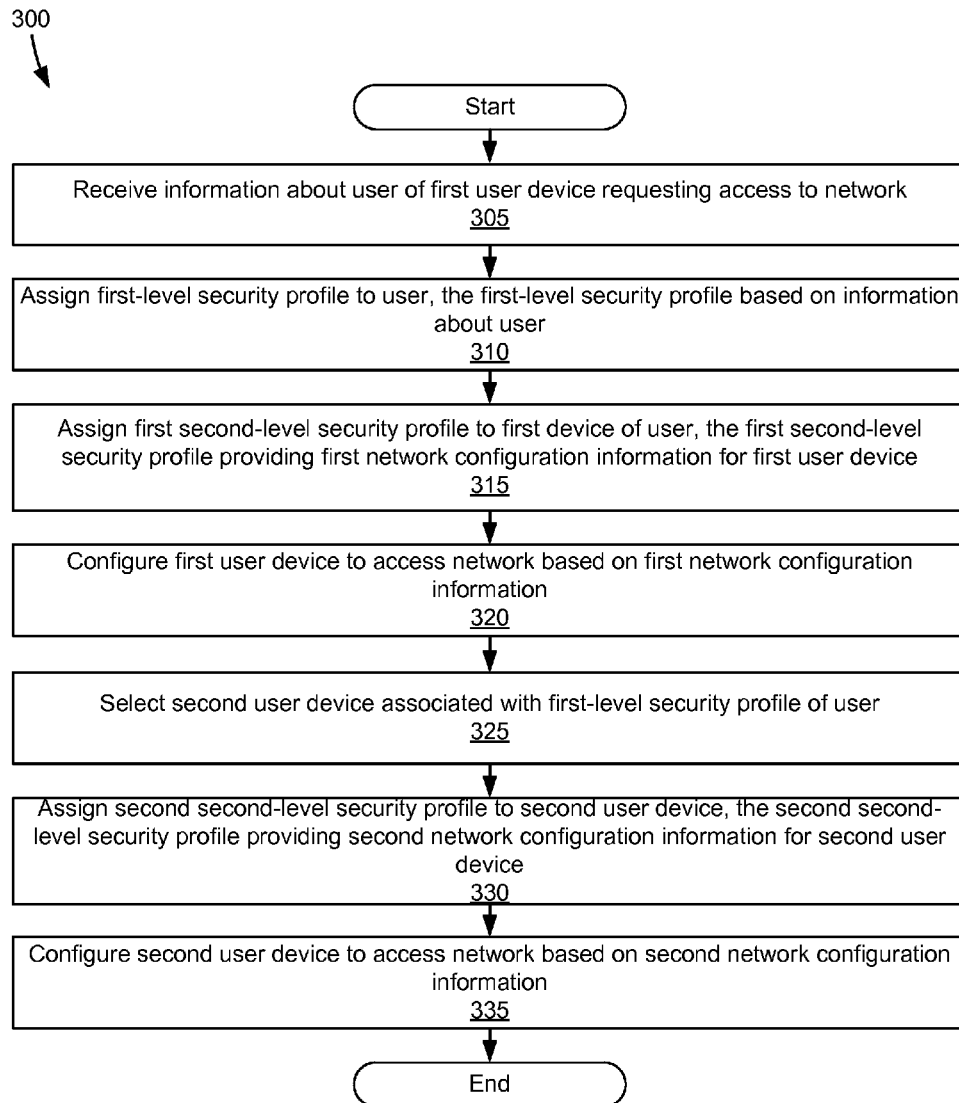 300
Start
Receive information about user of first user device requesting access to network
305
Assign first-level security profile to user, the first-level security profile based on information
about user
310
Assign first second-level security profile to first device of user, the first second-level
security profile providing first network configuration information for first user device
315
Configure first user device to access network based on first network configuration
information
320
Select second user device associated with first-level security profile of user
325
Assign second second-level security profile to second user device, the second second-
level security profile providing second network configuration information for second user
device
330
Configure second user device to access network based on second network configuration
information
335
End